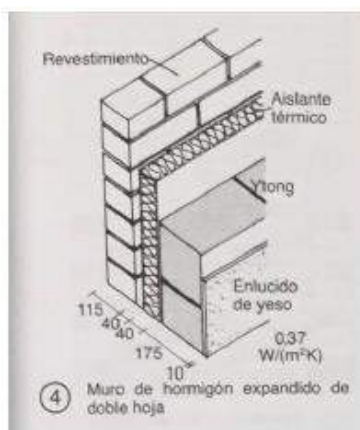 Revestimiento
Aislante
térmico
Ytong
Enlucido
de yeso
115
40
40
175
10
0,37
W/(m²K)
4 Muro de hormigón expandido de
doble hoja